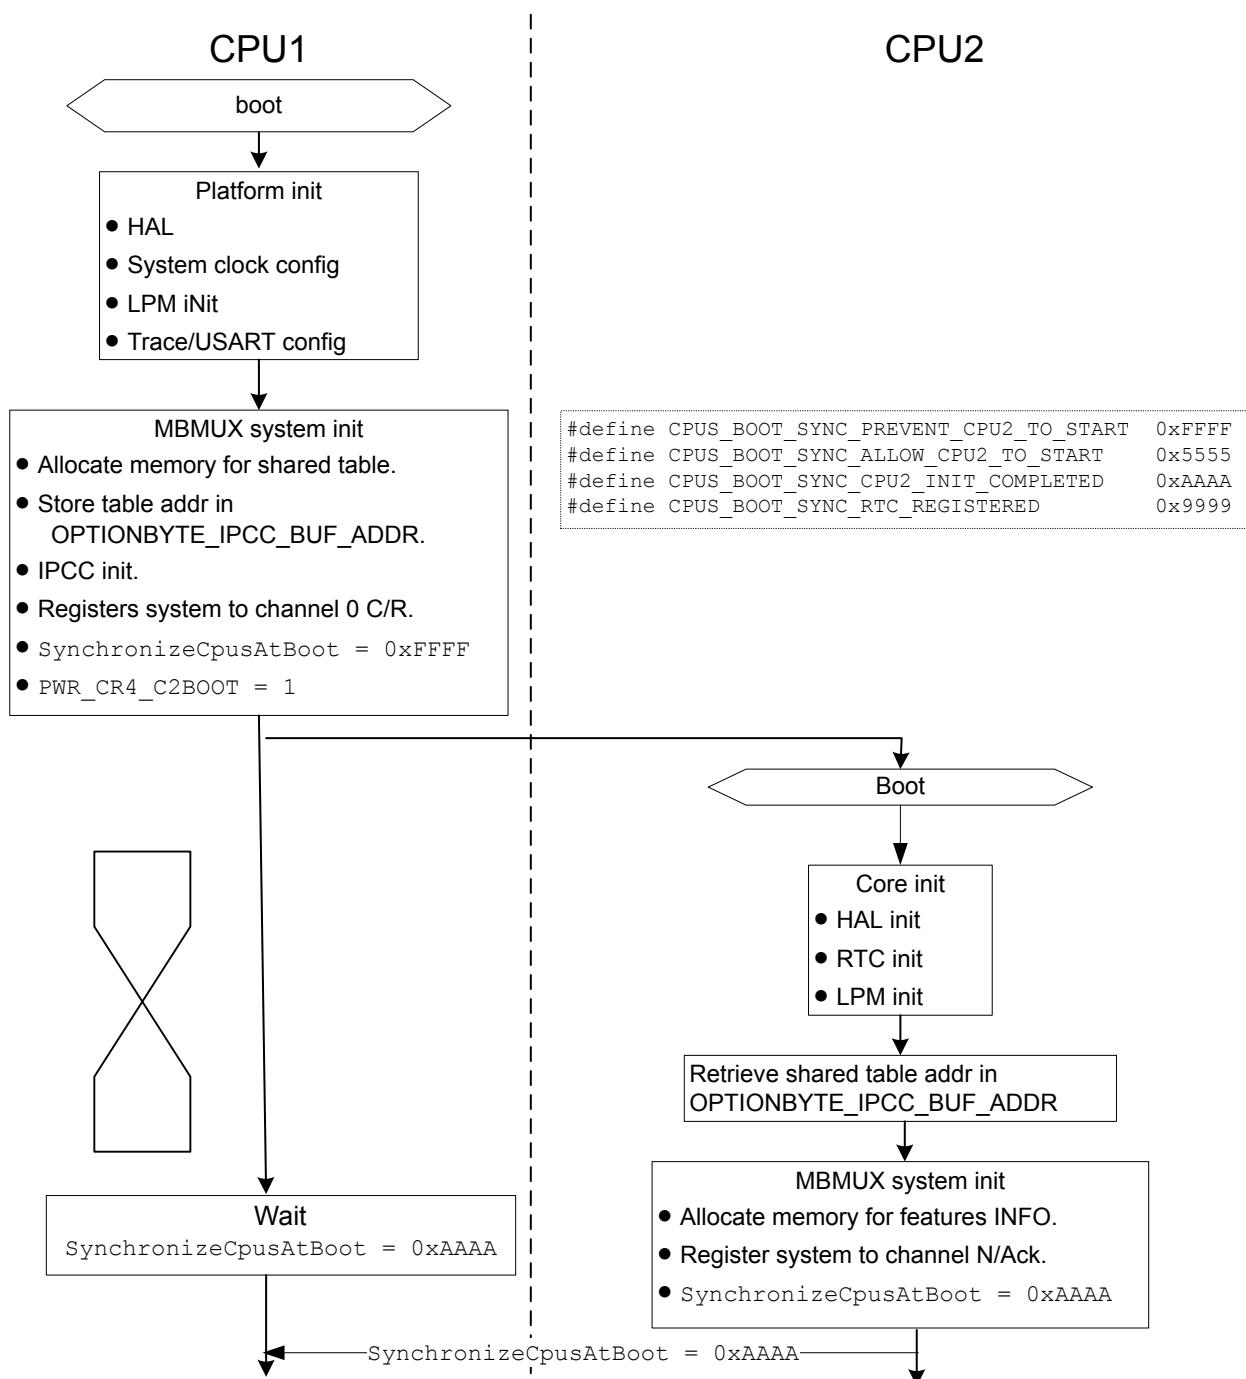 CPU1
CPU2
boot
Platform init
● HAL
● System clock config
● LPM iNit
● Trace/USART config
MBMUX system init
● Allocate memory for shared table.
● Store table addr in
OPTIONBYTE_IPCC_BUF_ADDR.
● IPCC init.
● Registers system to channel 0 C/R.
● SynchronizeCpusAtBoot = 0xFFFF
● PWR_CR4_C2BOOT = 1
#define CPUS_BOOT_SYNC_PREVENT_CPU2_TO_START 0xFFFF
#define CPUS_BOOT_SYNC_ALLOW_CPU2_TO_START 0x5555
#define CPUS_BOOT_SYNC_CPU2_INIT_COMPLETED 0xAAAA
#define CPUS_BOOT_SYNC_RTC_REGISTERED 0x9999
Boot
Core init
● HAL init
● RTC init
● LPM init
Retrieve shared table addr in
OPTIONBYTE_IPCC_BUF_ADDR
MBMUX system init
● Allocate memory for features INFO.
● Register system to channel N/Ack.
● SynchronizeCpusAtBoot = 0xAAAA
Wait
SynchronizeCpusAtBoot = 0xAAAA
SynchronizeCpusAtBoot = 0xAAAA